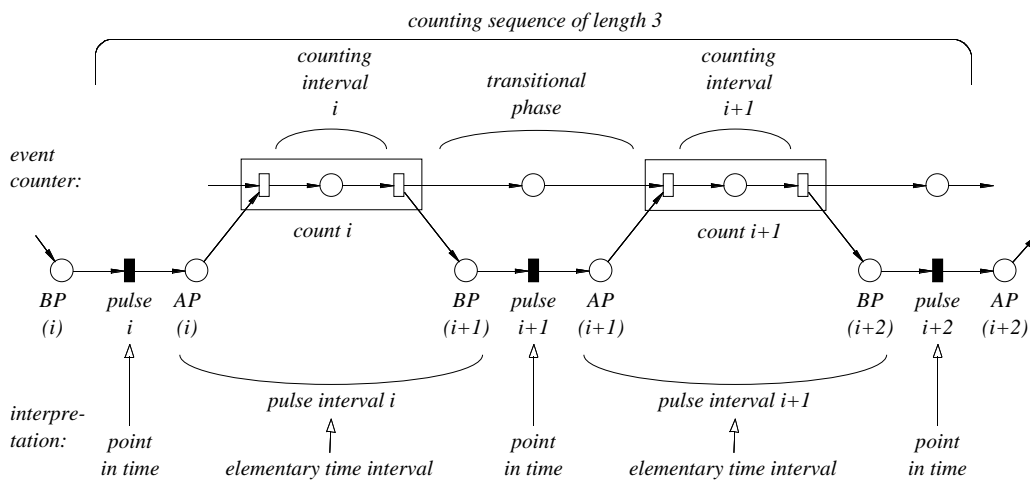 counting sequence of length 3
counting
interval
i
transitional
phase
counting
interval
i+1
event
counter:
count i
count i+1
BP
(i)
pulse
i
AP
(i)
BP
(i+1)
pulse
i+1
AP
(i+1)
BP
(i+2)
pulse
i+2
AP
(i+2)
pulse interval i
pulse interval i+1
interpre-
tation:
point
in time
elementary time interval
point
in time
elementary time interval
point
in time